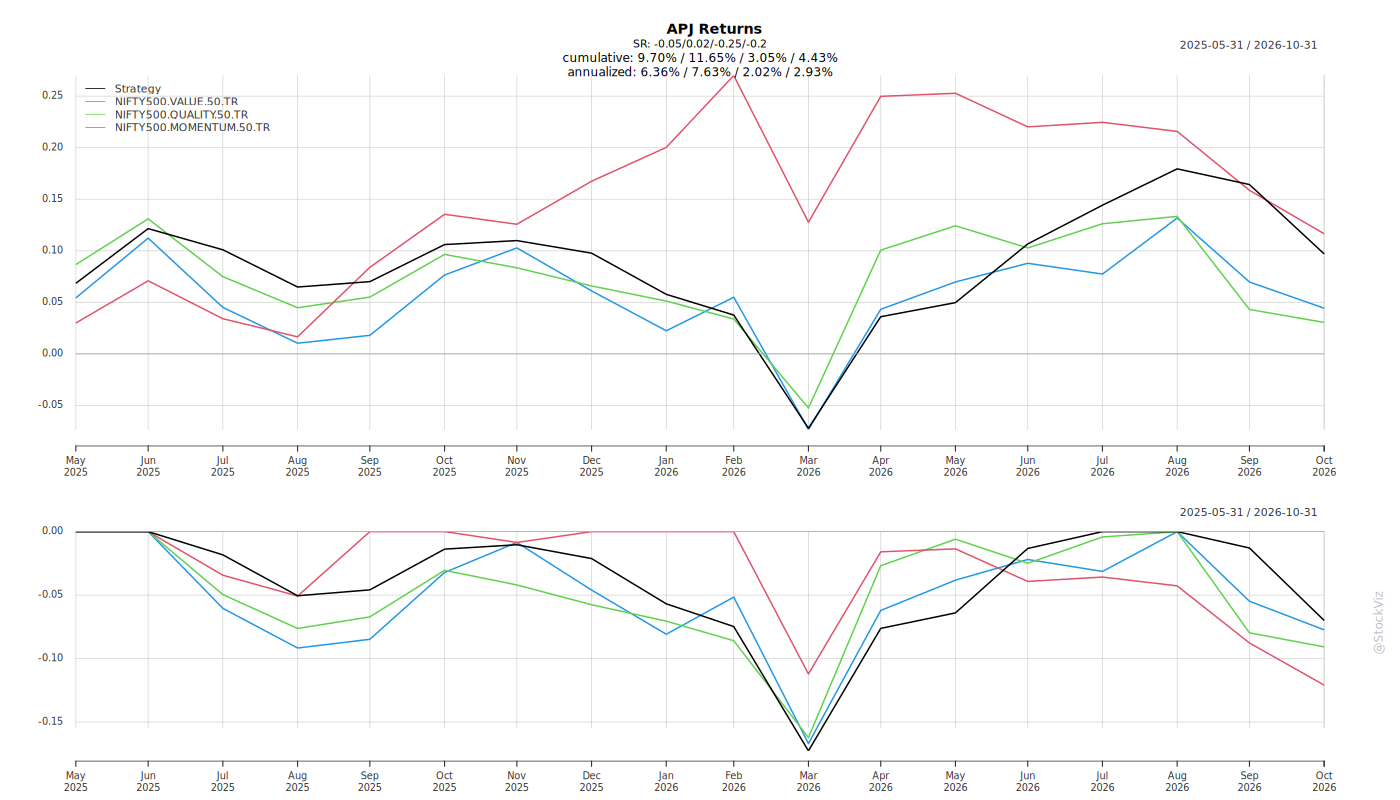 APJ Returns
SR: -0.05/0.02/-0.25/-0.2
cumulative: 9.70% / 11.65% / 3.05% / 4.43%
annualized: 6.36% / 7.63% / 2.02% / 2.93%
2025-05-31 / 2026-10-31
Strategy
NIFTY500.VALUE.50.TR
NIFTY500.QUALITY.50.TR
NIFTY500.MOMENTUM.50.TR
0.25
0.20
0.15
0.10
0.05
0.00
-0.05
May Jun Jul Aug Sep Oct Nov Dec Jan Feb Mar Apr May Jun Jul Aug Sep Oct
2025 2025 2025 2025 2025 2025 2025 2025 2026 2026 2026 2026 2026 2026 2026 2026 2026 2026
2025-05-31 / 2026-10-31
0.00
-0.05
-0.10
-0.15
May Jun Jul Aug Sep Oct Nov Dec Jan Feb Mar Apr May Jun Jul Aug Sep Oct
2025 2025 2025 2025 2025 2025 2025 2025 2026 2026 2026 2026 2026 2026 2026 2026 2026 2026
@StockViz